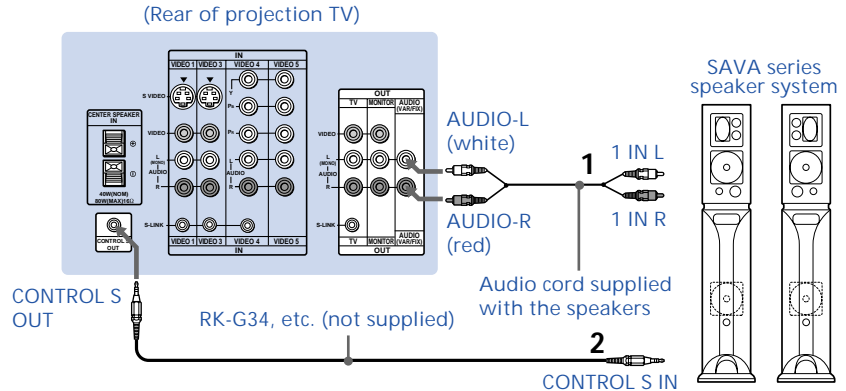 (Rear of projection TV)
IN
VIDEO 1 VIDEO 3 VIDEO 4 VIDEO 5
S VIDEO
Y
PB
PR
VIDEO
L
(MONO)
AUDIO
R
L
AUDIO
R
S-LINK
VIDEO 1 VIDEO 3 VIDEO 4 VIDEO 5
IN
CENTER SPEAKER
IN
40W(NOM)
80W(MAX)16Ω
CONTROL S
OUT
OUT
TV MONITOR AUDIO
(VAR/FIX)
VIDEO
L
(MONO)
AUDIO
R
S-LINK
TV MONITOR AUDIO
(VAR/FIX)
OUT
AUDIO-L
(white)
AUDIO-R
(red)
1
1 IN L
1 IN R
SAVA series
speaker system
Audio cord supplied
with the speakers
CONTROL S
OUT
RK-G34, etc. (not supplied)
2
CONTROL S IN